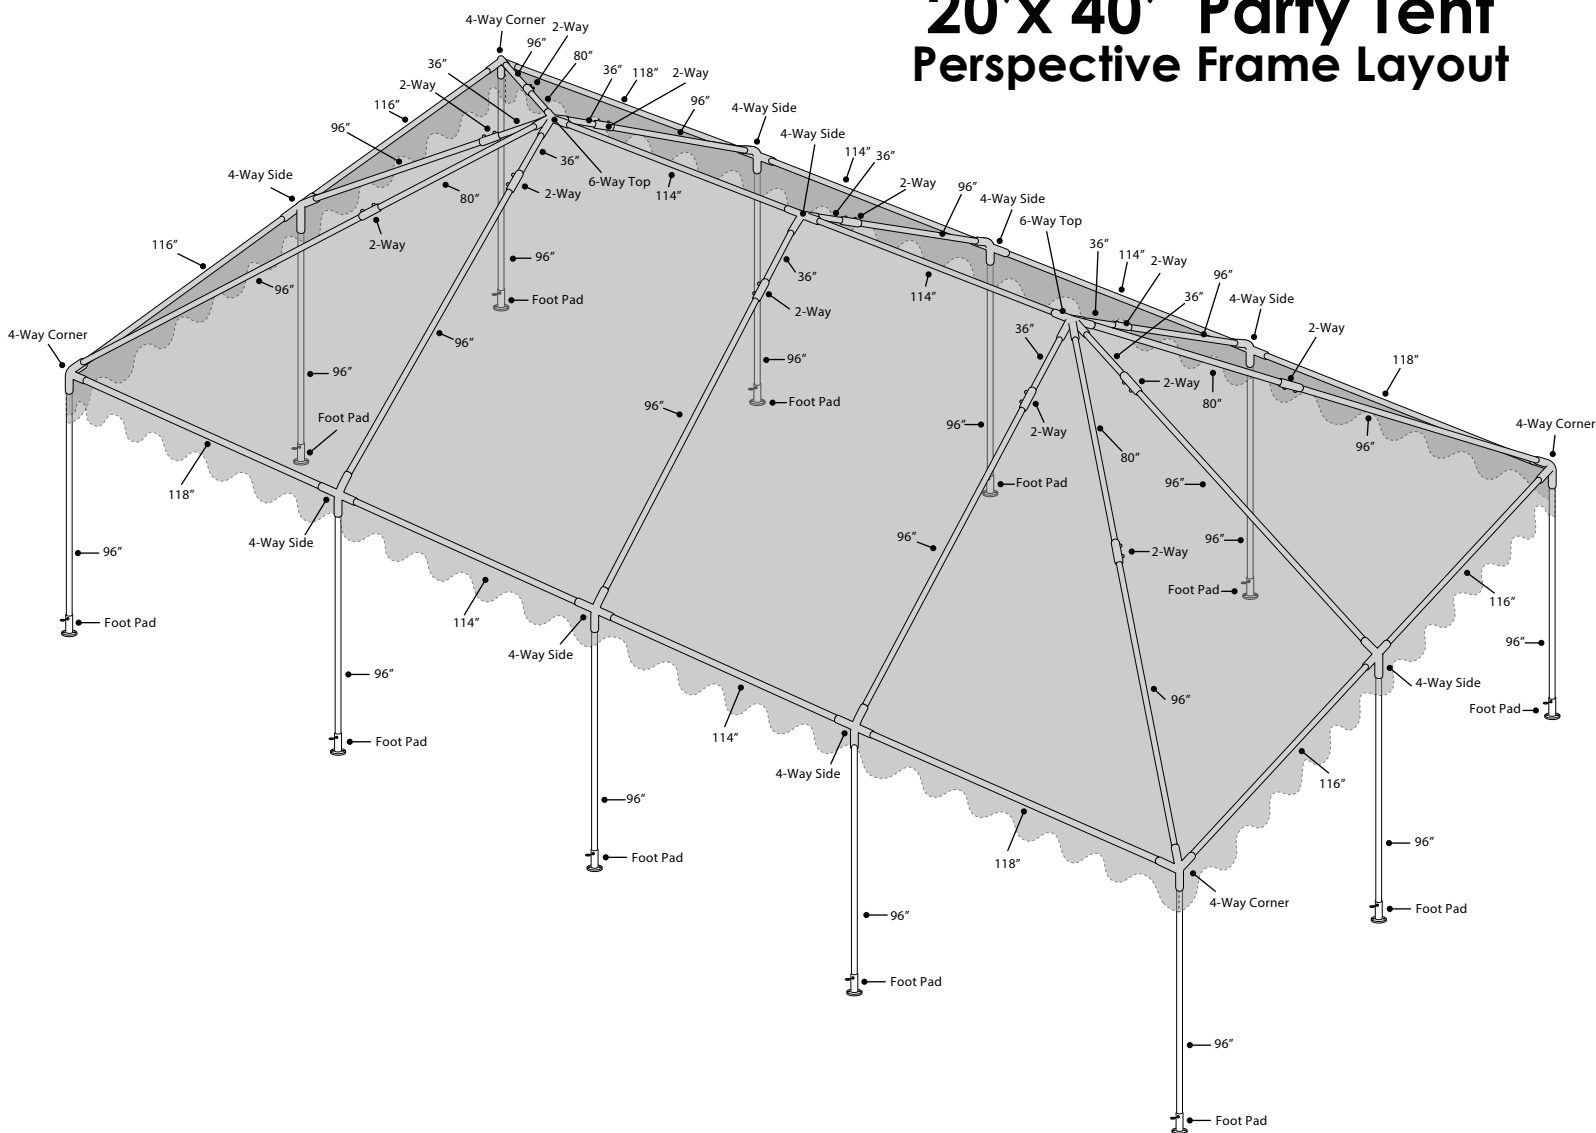 20'x 40' Party Tent
Perspective Frame Layout
4-Way Corner
2-Way
96”
80”
36”
36”
118”
2-Way
2-Way
116”
96”
96”
4-Way Side
4-Way Side
114”
36”
36”
2-Way
6-Way Top
114”
2-Way
96”
4-Way Side
4-Way Side
80”
6-Way Top
36”
114”
2-Way
116”
2-Way
96”
36”
96”
4-Way Side
96”
36”
114”
Foot Pad
2-Way
2-Way
4-Way Corner
96”
36”
118”
96”
96”
2-Way
80”
Foot Pad
Foot Pad
96”
96”
2-Way
4-Way Corner
96”
80”
96”
118”
Foot Pad
96”
4-Way Side
96”
96”
2-Way
96”
Foot Pad
114”
116”
Foot Pad
4-Way Side
96”
96”
4-Way Side
96”
Foot Pad
114”
Foot Pad
4-Way Side
116”
96”
96”
Foot Pad
118”
4-Way Corner
Foot Pad
96”
Foot Pad
96”
Foot Pad